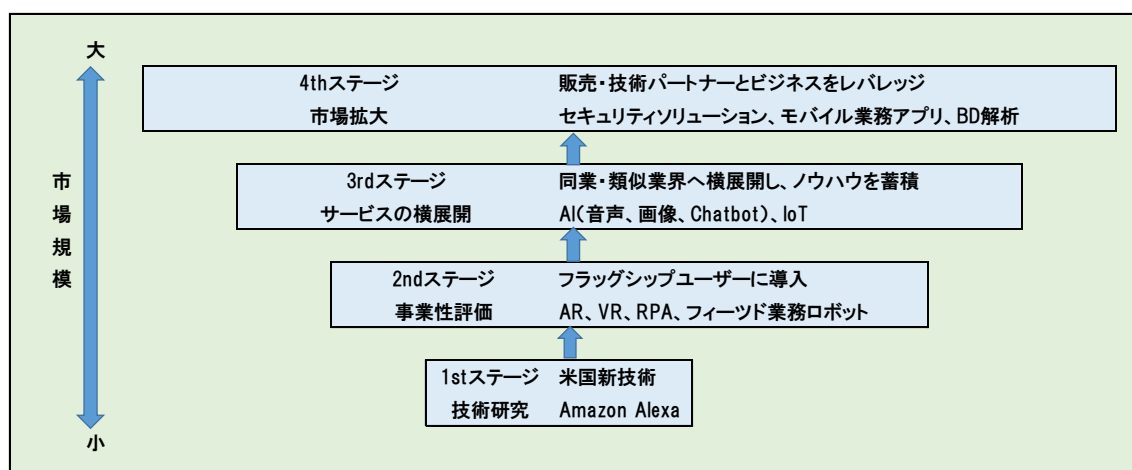 大
4thステージ 販売・技術パートナーとビジネスをレバレッジ
市場拡大 セキュリティソリューション、モバイル業務アプリ、BD解析
3rdステージ 同業・類似業界へ横展開し、ノウハウを蓄積
サービスの横展開 AI(音声、画像、Chatbot)、IoT
市場規模
2ndステージ フラッグシップユーザーに導入
事業性評価 AR、VR、RPA、フィーツド業務ロボット
1stステージ 米国新技術
技術研究 Amazon Alexa
小